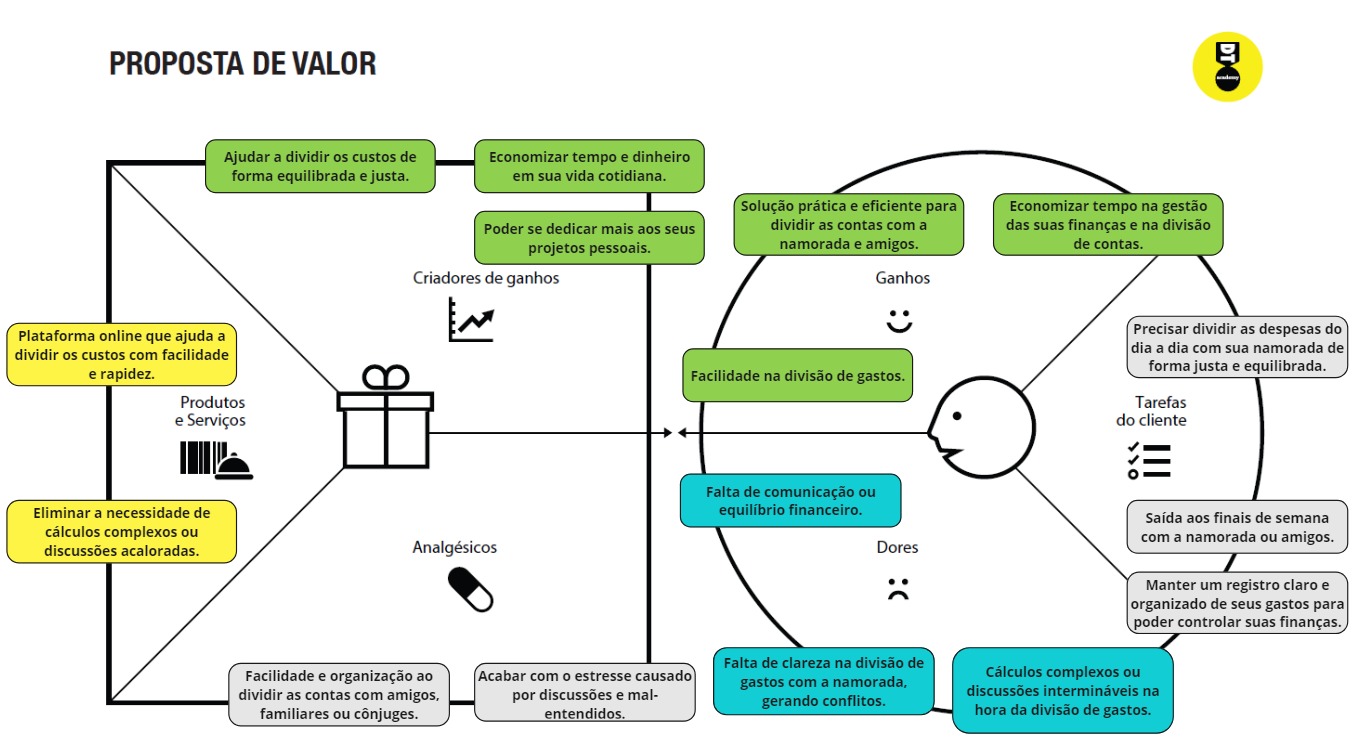 PROPOSTA DE VALOR
DT
academy
Ajudar a dividir os custos de
forma equilibrada e justa.
Economizar tempo e dinheiro
em sua vida cotidiana.
Poder se dedicar mais aos seus
projetos pessoais.
Criadores de ganhos
Plataforma online que ajuda a
dividir os custos com facilidade
e rapidez.
Produtos
e Serviços
Eliminar a necessidade de
cálculos complexos ou
discussões acaloradas.
Analgésicos
Facilidade e organização ao
dividir as contas com amigos,
familiares ou cônjuges.
Acabar com o estresse causado
por discussões e mal-
entendidos.
Solução prática e eficiente para
dividir as contas com a
namorada e amigos.
Economizar tempo na gestão
das suas finanças e na divisão
de contas.
Ganhos
Facilidade na divisão de gastos.
Precisar dividir as despesas do
dia a dia com sua namorada de
forma justa e equilibrada.
Tarefas
do cliente
Falta de comunicação ou
equilíbrio financeiro.
Saída aos finais de semana
com a namorada ou amigos.
Dores
Manter um registro claro e
organizado de seus gastos para
poder controlar suas finanças.
Falta de clareza na divisão de
gastos com a namorada,
gerando conflitos.
Cálculos complexos ou
discussões intermináveis na
hora da divisão de gastos.